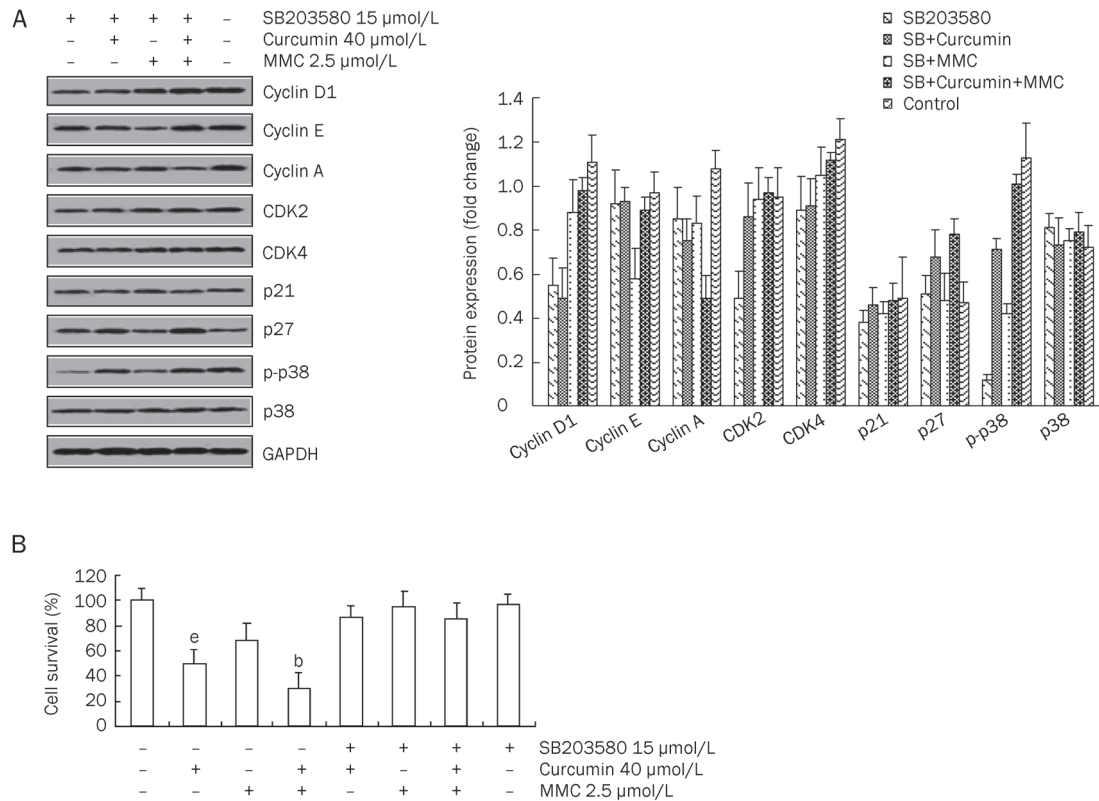 A
+ + + + – SB203580 15 µmol/L
– + – + – Curcumin 40 µmol/L
– – + + – MMC 2.5 µmol/L
Cyclin D1
Cyclin E
Cyclin A
CDK2
CDK4
p21
p27
p-p38
p38
GAPDH
SB203580
SB+Curcumin
SB+MMC
SB+Curcumin+MMC
Control
Protein expression (fold change)
1.4
1.2
1.0
0.8
0.6
0.4
0.2
0
Cyclin D1 Cyclin E Cyclin A CDK2 CDK4 p21 p27 p-p38 p38
B
Cell survival (%)
120
100
80
60
40
20
0
e
b
– – – – + + + + SB203580 15 µmol/L
– + – + + – + – Curcumin 40 µmol/L
– – + + – + + – MMC 2.5 µmol/L